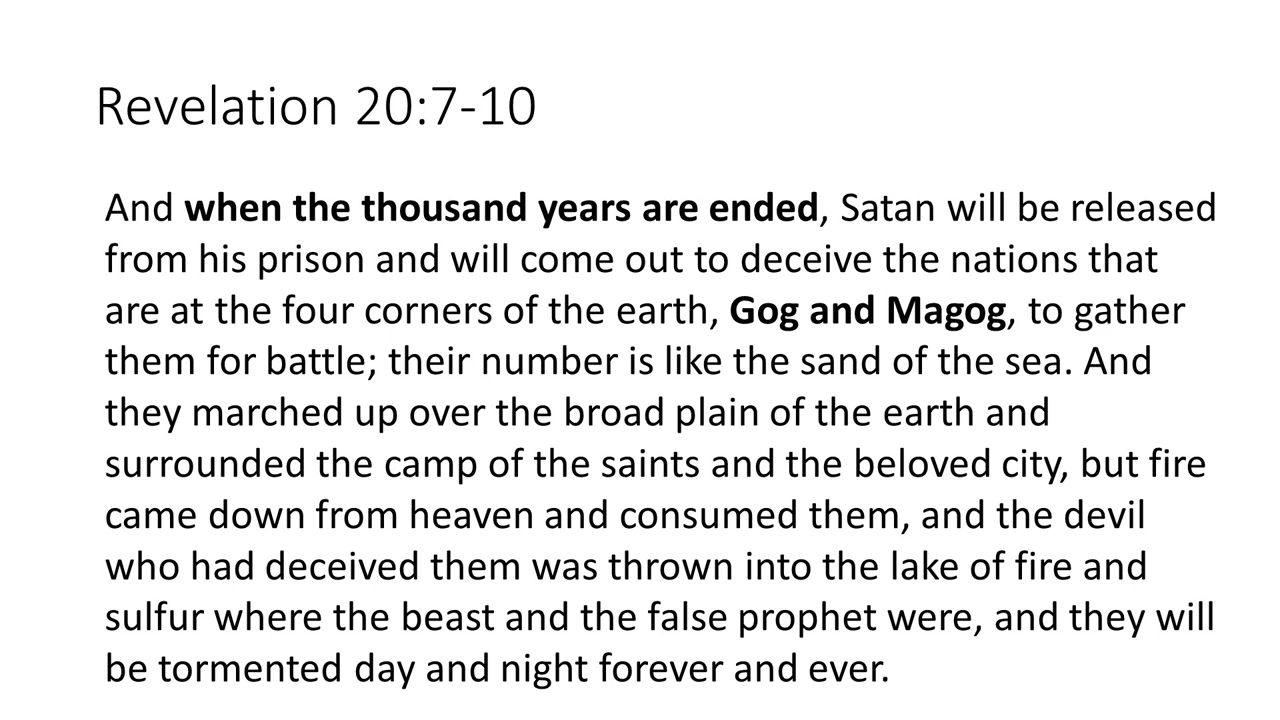 Revelation 20:7-10
And when the thousand years are ended, Satan will be released
from his prison and will come out to deceive the nations that
are at the four corners of the earth, Gog and Magog, to gather
them for battle; their number is like the sand of the sea. And
they marched up over the broad plain of the earth and
surrounded the camp of the saints and the beloved city, but fire
came down from heaven and consumed them, and the devil
who had deceived them was thrown into the lake of fire and
sulfur where the beast and the false prophet were, and they will
be tormented day and night forever and ever.